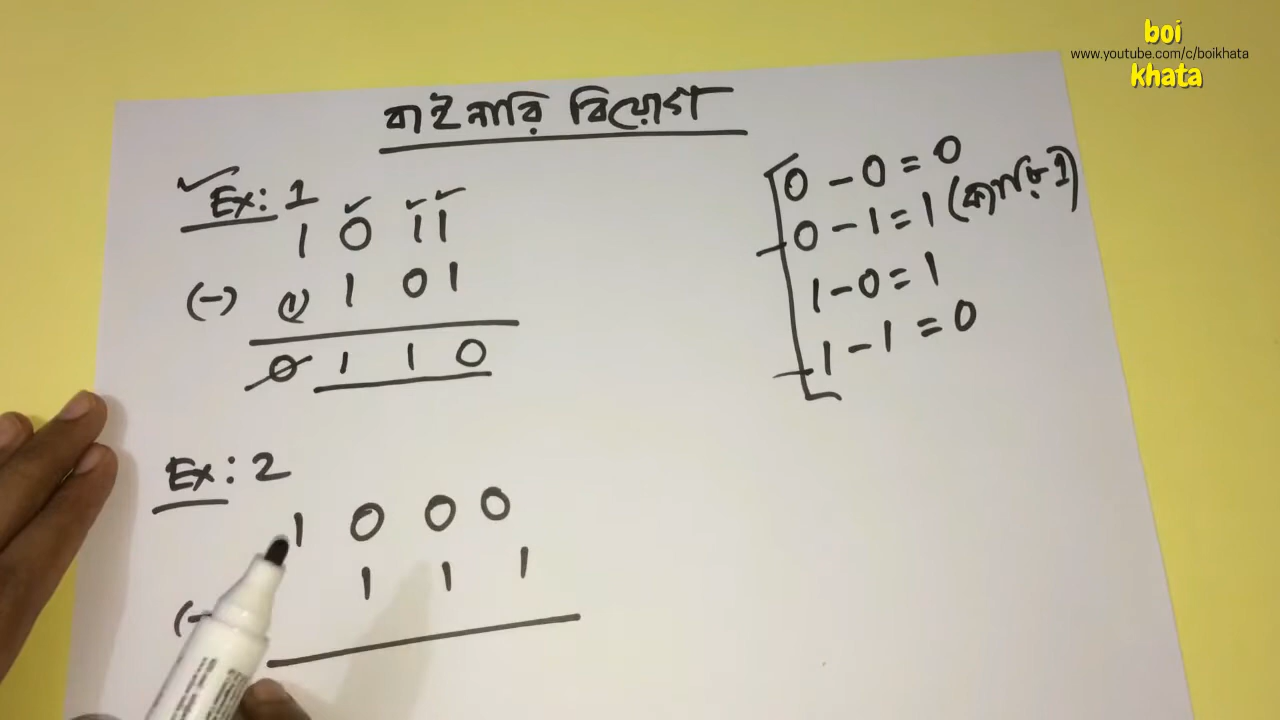 boi
www.youtube.com/c/boikhata
khata
বাইনারি বিয়োগ
Ex: 1
1 0 1 1
(-) (1) 1 0 1
0 1 1 0
0 - 0 = 0
0 - 1 = 1 (ক্যারি 1)
1 - 0 = 1
1 - 1 = 0
Ex: 2
1 0 0 0
(- 1 1 1